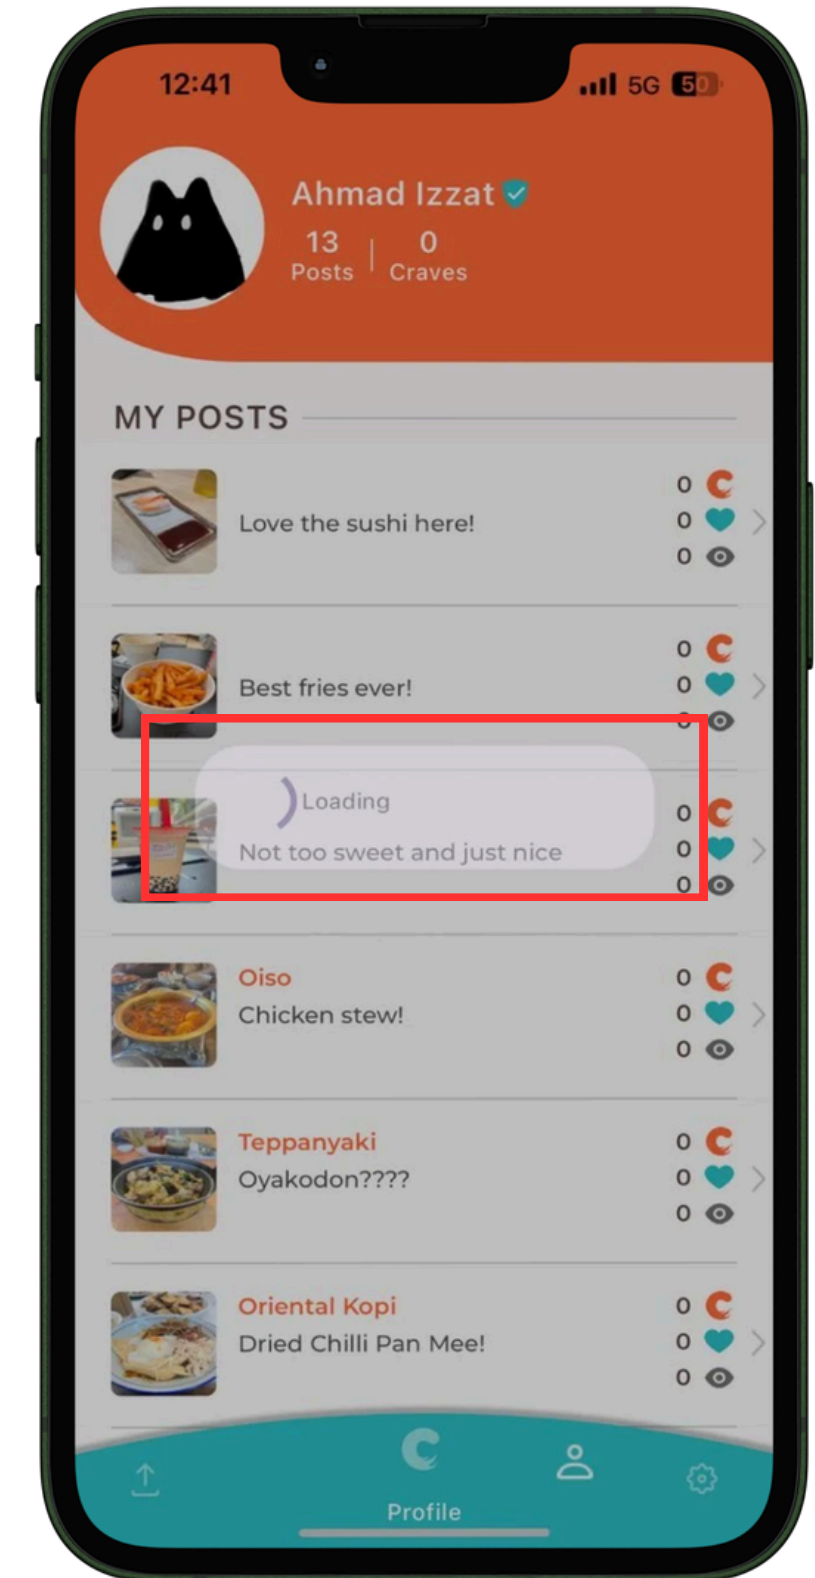 12:41
5G 50
Ahmad Izzat
13 0
Posts Craves
MY POSTS
0
Love the sushi here!
0
0
0
Best fries ever!
0
0
Loading
0
Not too sweet and just nice
0
0
Oiso
0
Chicken stew!
0
0
Teppanyaki
0
Oyakodon????
0
0
Oriental Kopi
0
Dried Chilli Pan Mee!
0
0
Profile